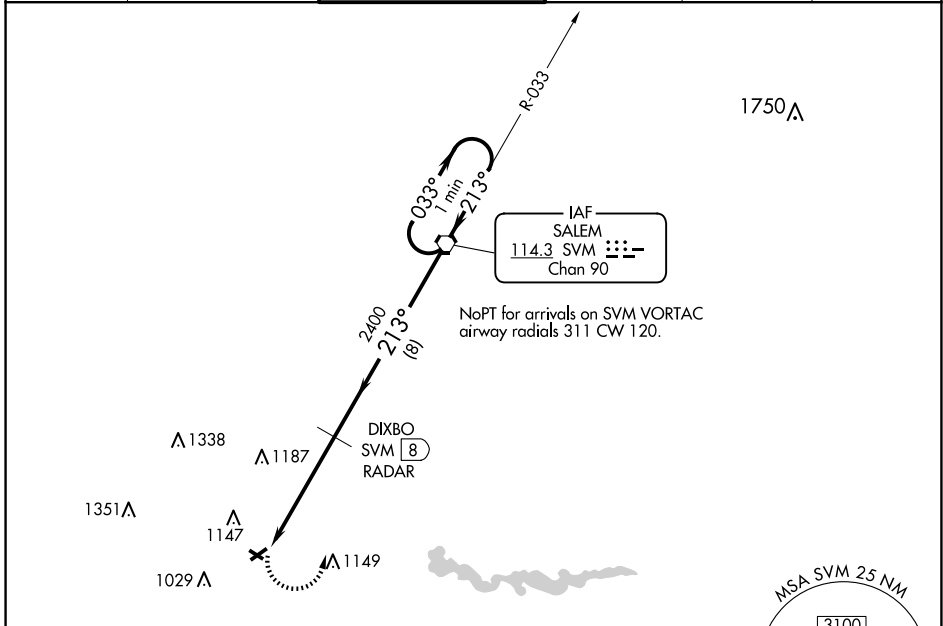 R-033
1750
033°
1 min
213°
IAF
SALEM
114.3 SVM
Chan 90
NoPT for arrivals on SVM VORTAC
airway radials 311 CW 120.
2400
213°
(8)
DIXBO
SVM 8
RADAR
1338
1187
1351
1147
1149
1029
MSA SVM 25 NM
3100